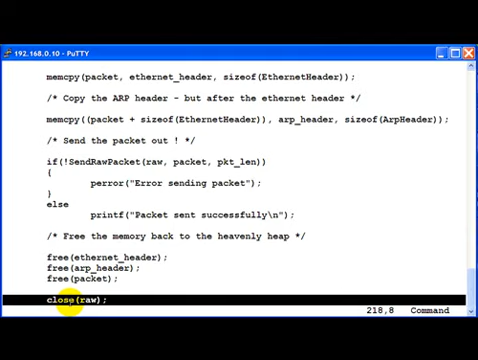 192.168.0.10 - PuTTY
memcpy(packet, ethernet_header, sizeof(EthernetHeader));
/* Copy the ARP header - but after the ethernet header */
memcpy((packet + sizeof(EthernetHeader)), arp_header, sizeof(ArpHeader));
/* Send the packet out ! */
if(!SendRawPacket(raw, packet, pkt_len))
{
perror("Error sending packet");
}
else
printf("Packet sent successfully\n");
/* Free the memory back to the heavenly heap */
free(ethernet_header);
free(arp_header);
free(packet);
close(raw);
218,8 Command